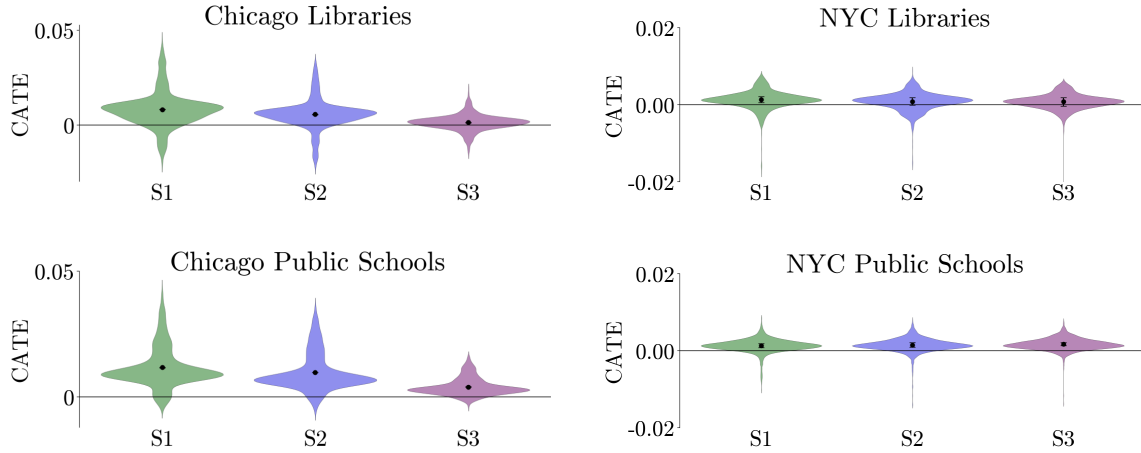 Chicago Libraries
0.05
CATE
0
S1 S2 S3
NYC Libraries
0.02
CATE
0.00
-0.02
S1 S2 S3
Chicago Public Schools
0.05
CATE
0
S1 S2 S3
NYC Public Schools
0.02
CATE
0.00
-0.02
S1 S2 S3